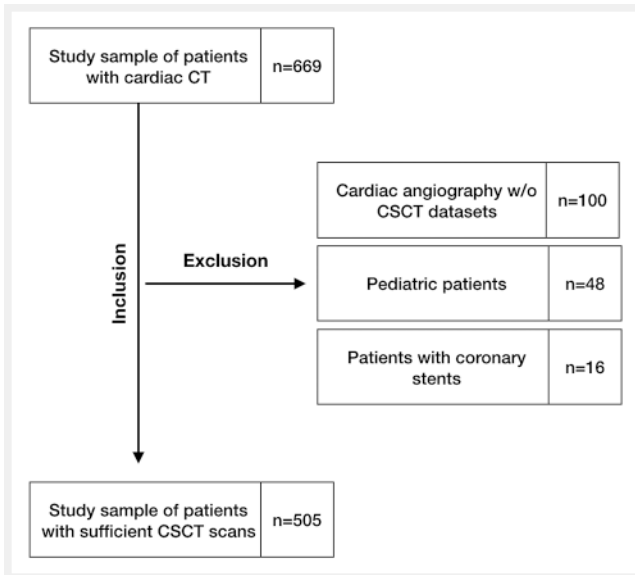 Study sample of patients
with cardiac CT
n=669
Cardiac angiography w/o
CSCT datasets
n=100
Exclusion
Inclusion
Pediatric patients
n=48
Patients with coronary
stents
n=16
Study sample of patients
with sufficient CSCT scans
n=505